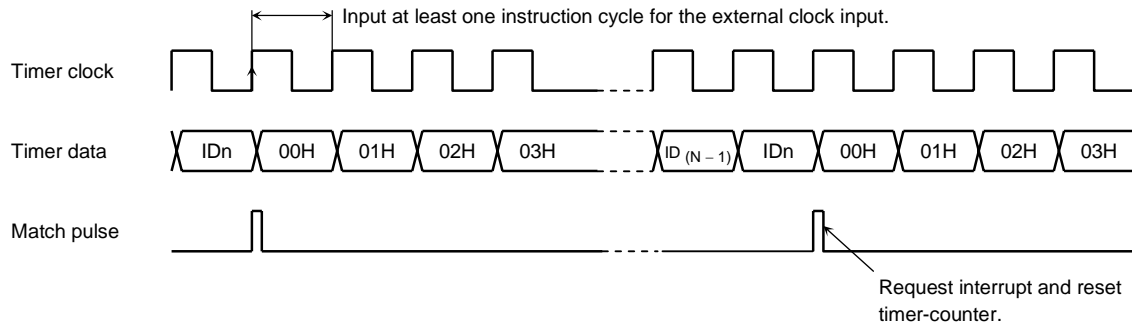 Input at least one instruction cycle for the external clock input.
Timer clock
Timer data IDn 00H 01H 02H 03H ID (N − 1) IDn 00H 01H 02H 03H
Match pulse
Request interrupt and reset
timer-counter.